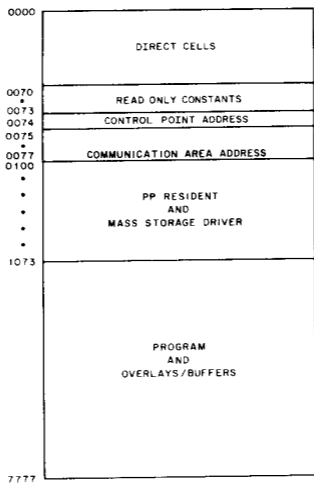 0000
DIRECT CELLS
0070
READ ONLY CONSTANTS
0073
0074
CONTROL POINT ADDRESS
0075
0077
COMMUNICATION AREA ADDRESS
0100
PP RESIDENT
AND
MASS STORAGE DRIVER
1073
PROGRAM
AND
OVERLAYS/BUFFERS
7777